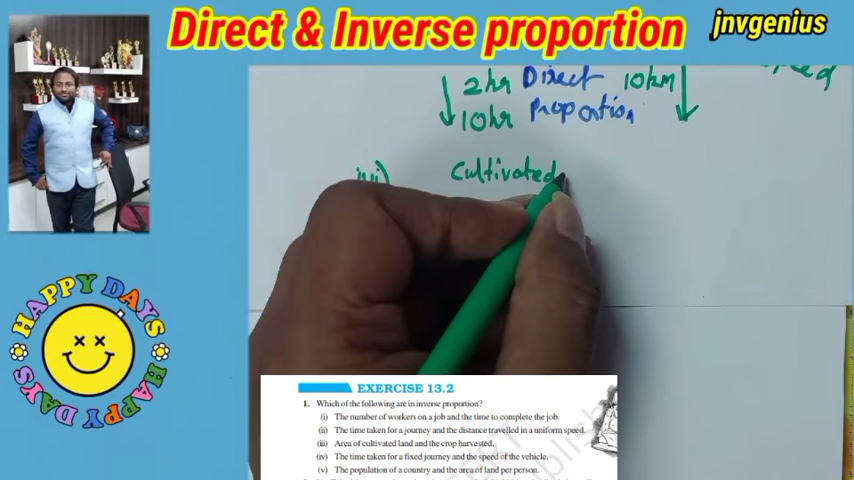 Direct & Inverse proportion
jnvgenius
2hr Direct 10km
10hr Proportion
iii) Cultivated
HAPPY DAYS
HAPPY DAYS
EXERCISE 13.2
1. Which of the following are in inverse proportion?
(i) The number of workers on a job and the time to complete the job.
(ii) The time taken for a journey and the distance travelled in a uniform speed.
(iii) Area of cultivated land and the crop harvested.
(iv) The time taken for a fixed journey and the speed of the vehicle.
(v) The population of a country and the area of land per person.